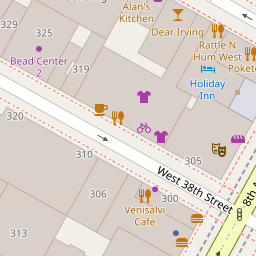 Alan's
Kitchen
Dear Irving
329
325
Rattle N
Hum West
Bead Center
2
319
Holiday
Inn
320
310
305
West 38th Street
306
Venisalvi
Cafe
300
313